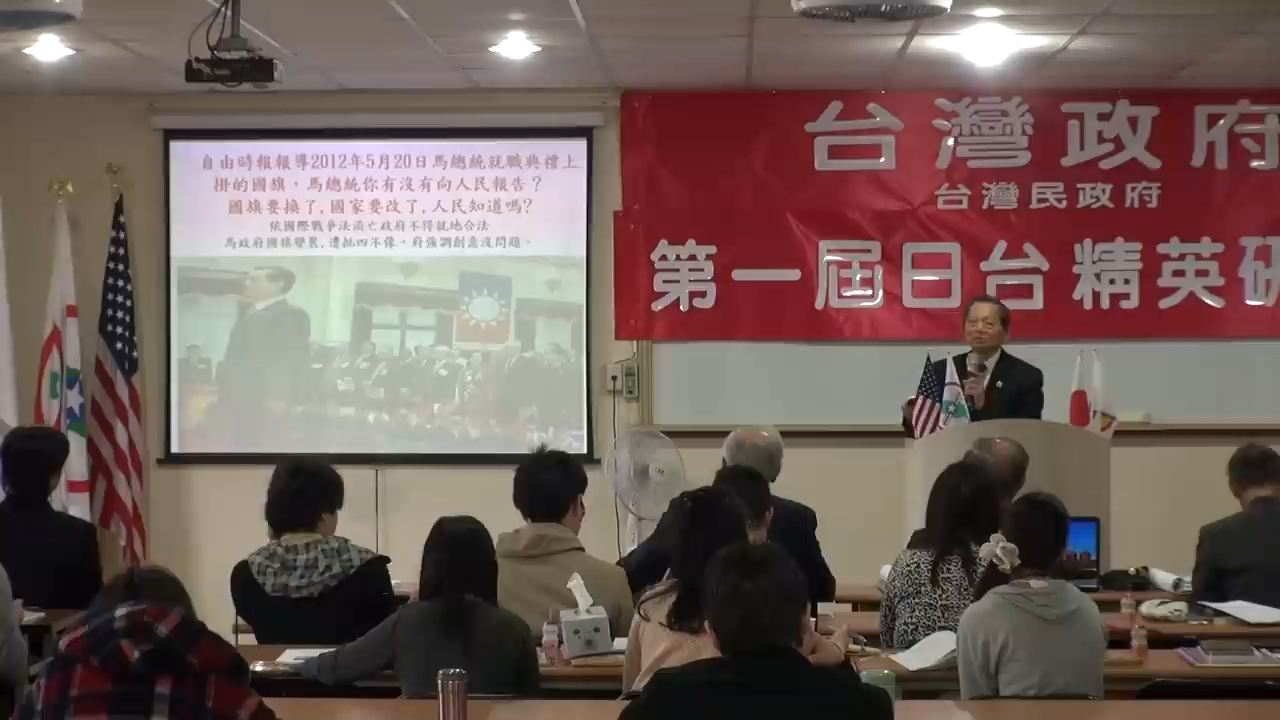 自由時報報導2012年5月20日馬總統就職典禮上
掛的國旗,馬總統你有沒有向人民報告?
國旗要換了,國家要改了,人民知道嗎?
依國際戰爭法流亡政府不得就地合法
馬政府國旗變裝,遭批四不像。府強調創意沒問題。
台灣政府
台灣民政府
第一屆日台精英研